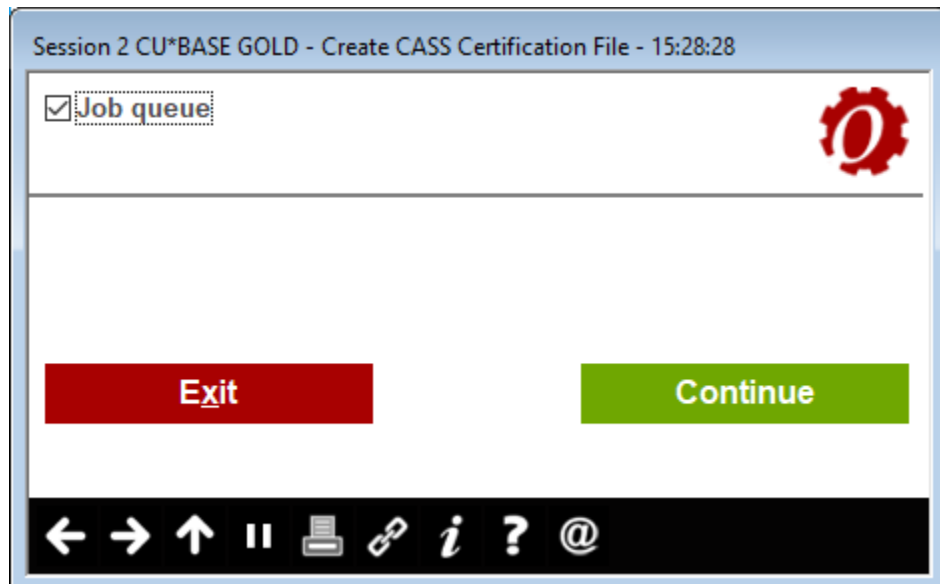 Session 2 CU*BASE GOLD - Create CASS Certification File - 15:28:28
Job queue
Exit
Continue